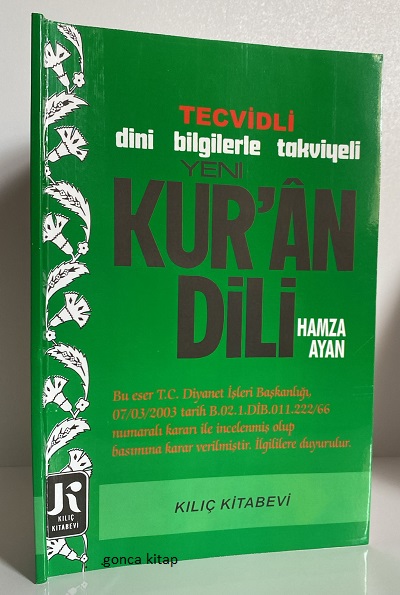 TECVİDLİ
dini bilgilerle takviyeli
YENİ
KUR'ÂN
DİLİ
HAMZA
AYAN
Bu eser T.C. Diyanet İşleri Başkanlığı,
07/03/2003 tarih B.02.1.DİB.011.222/66
numaralı kararı ile incelenmiş olup
basımına karar verilmiştir. İlgililere duyurulur.
KILIÇ
KİTABEVİ
KILIÇ KİTABEVİ
gonca kitap